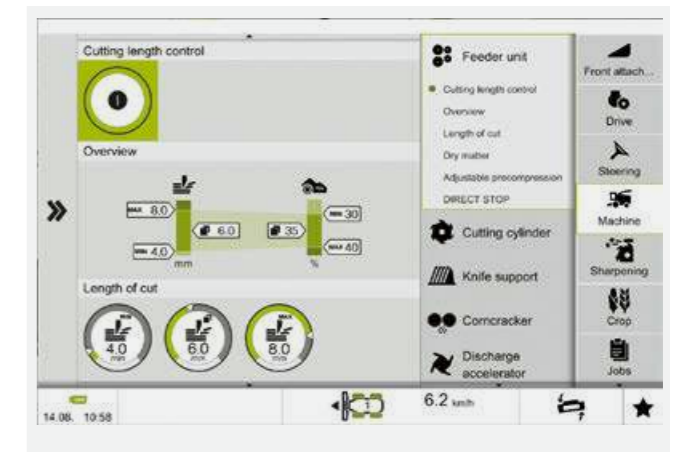 Cutting length control
Overview
MAX 8.0
6.0
35
MIN 30
MIN 4.0
MAX 40
mm
%
Length of cut
MIN
4.0
mm
6.0
mm
MAX
8.0
mm
Feeder unit
Cutting length control
Overview
Length of cut
Dry matter
Adjustable precompression
DIRECT STOP
Cutting cylinder
Knife support
Corncracker
Discharge
accelerator
Front attach...
Drive
Steering
Machine
Sharpening
Crop
Jobs
14.08. 10:58
1
6.2 km/h